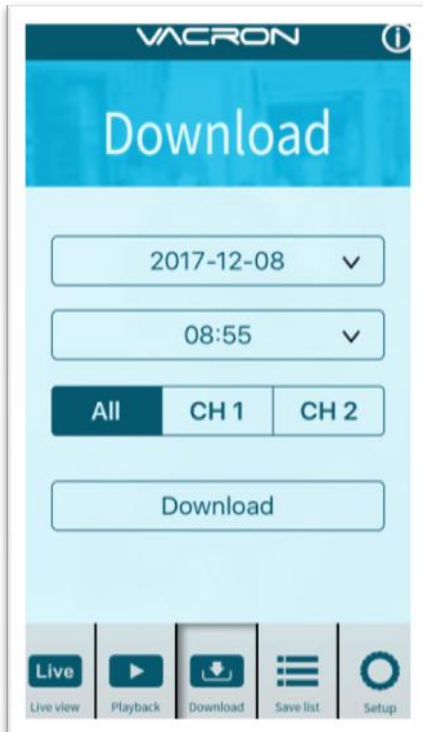 VACRON
Download
2017-12-08
08:55
All CH 1 CH 2
Download
Live
Live view Playback Download Save list Setup